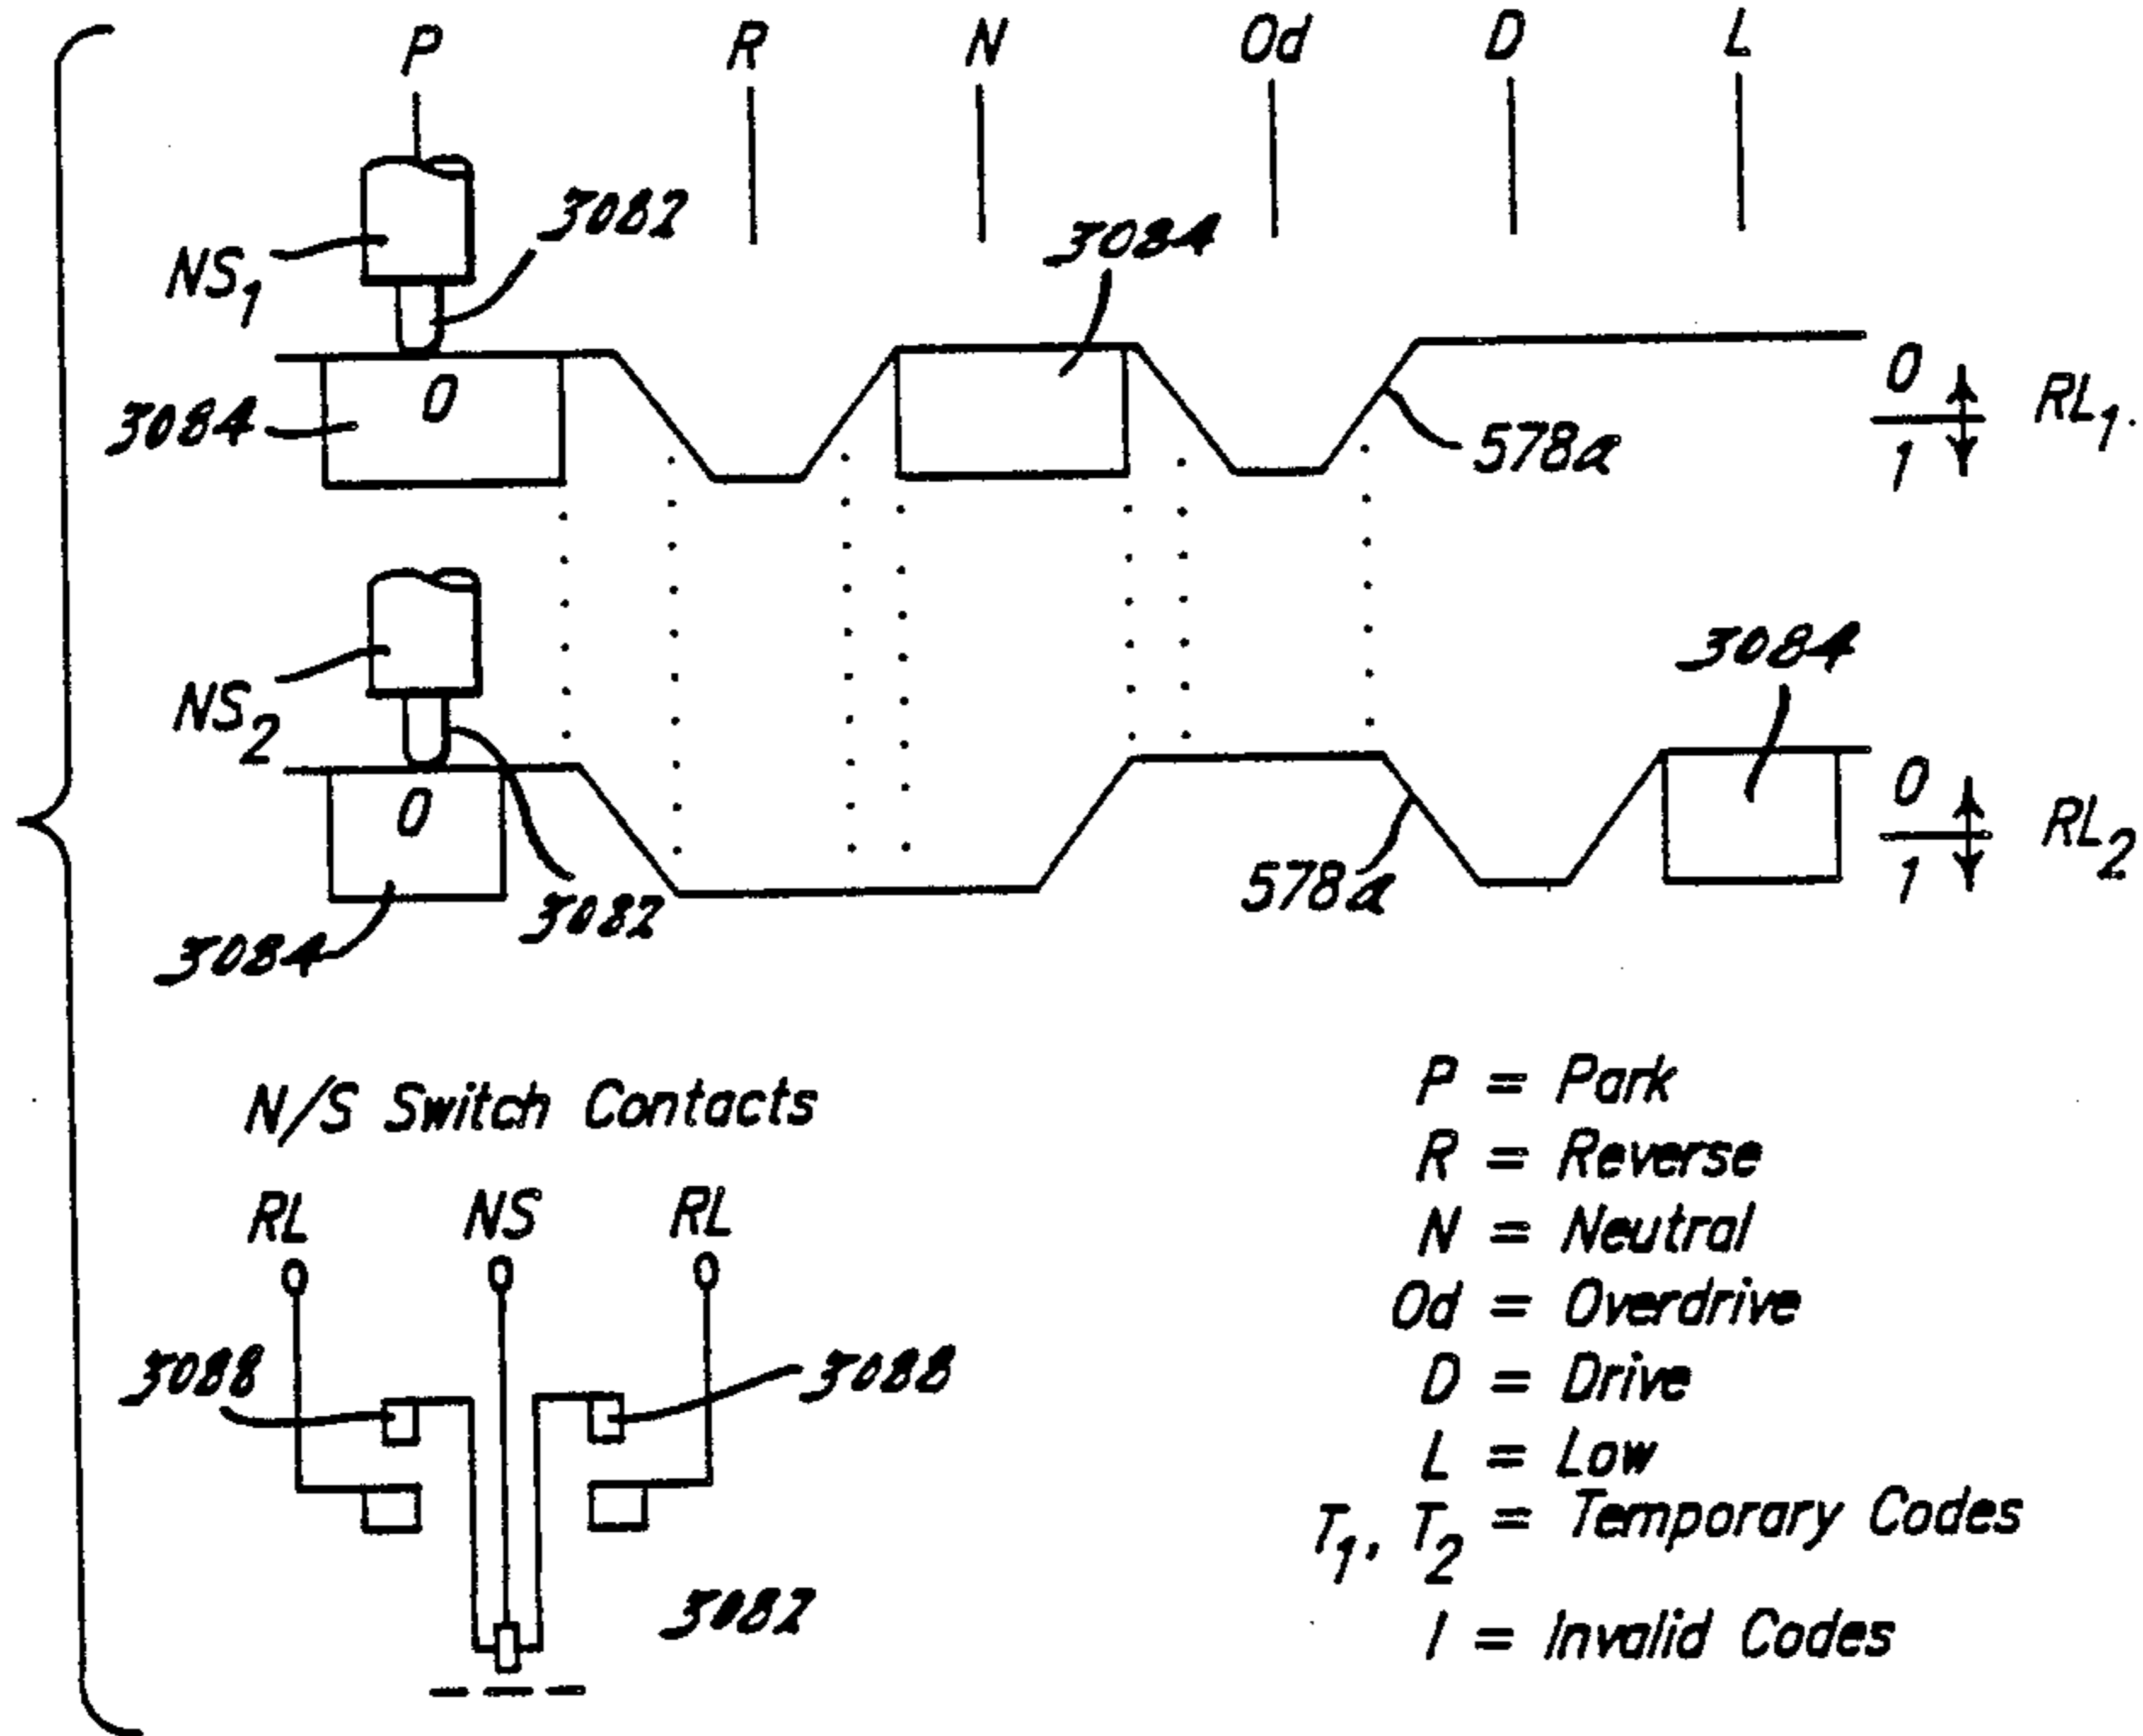 P R N Od D L
3082
NS1
3084
3084
0
578a
0
1
RL1.
NS2
3084
0
0
1
RL2
578a
3082
3084
N/S Switch Contacts
RL NS RL
3088
3088
3082
P = Park
R = Reverse
N = Neutral
Od = Overdrive
D = Drive
L = Low
T1, T2 = Temporary Codes
I = Invalid Codes